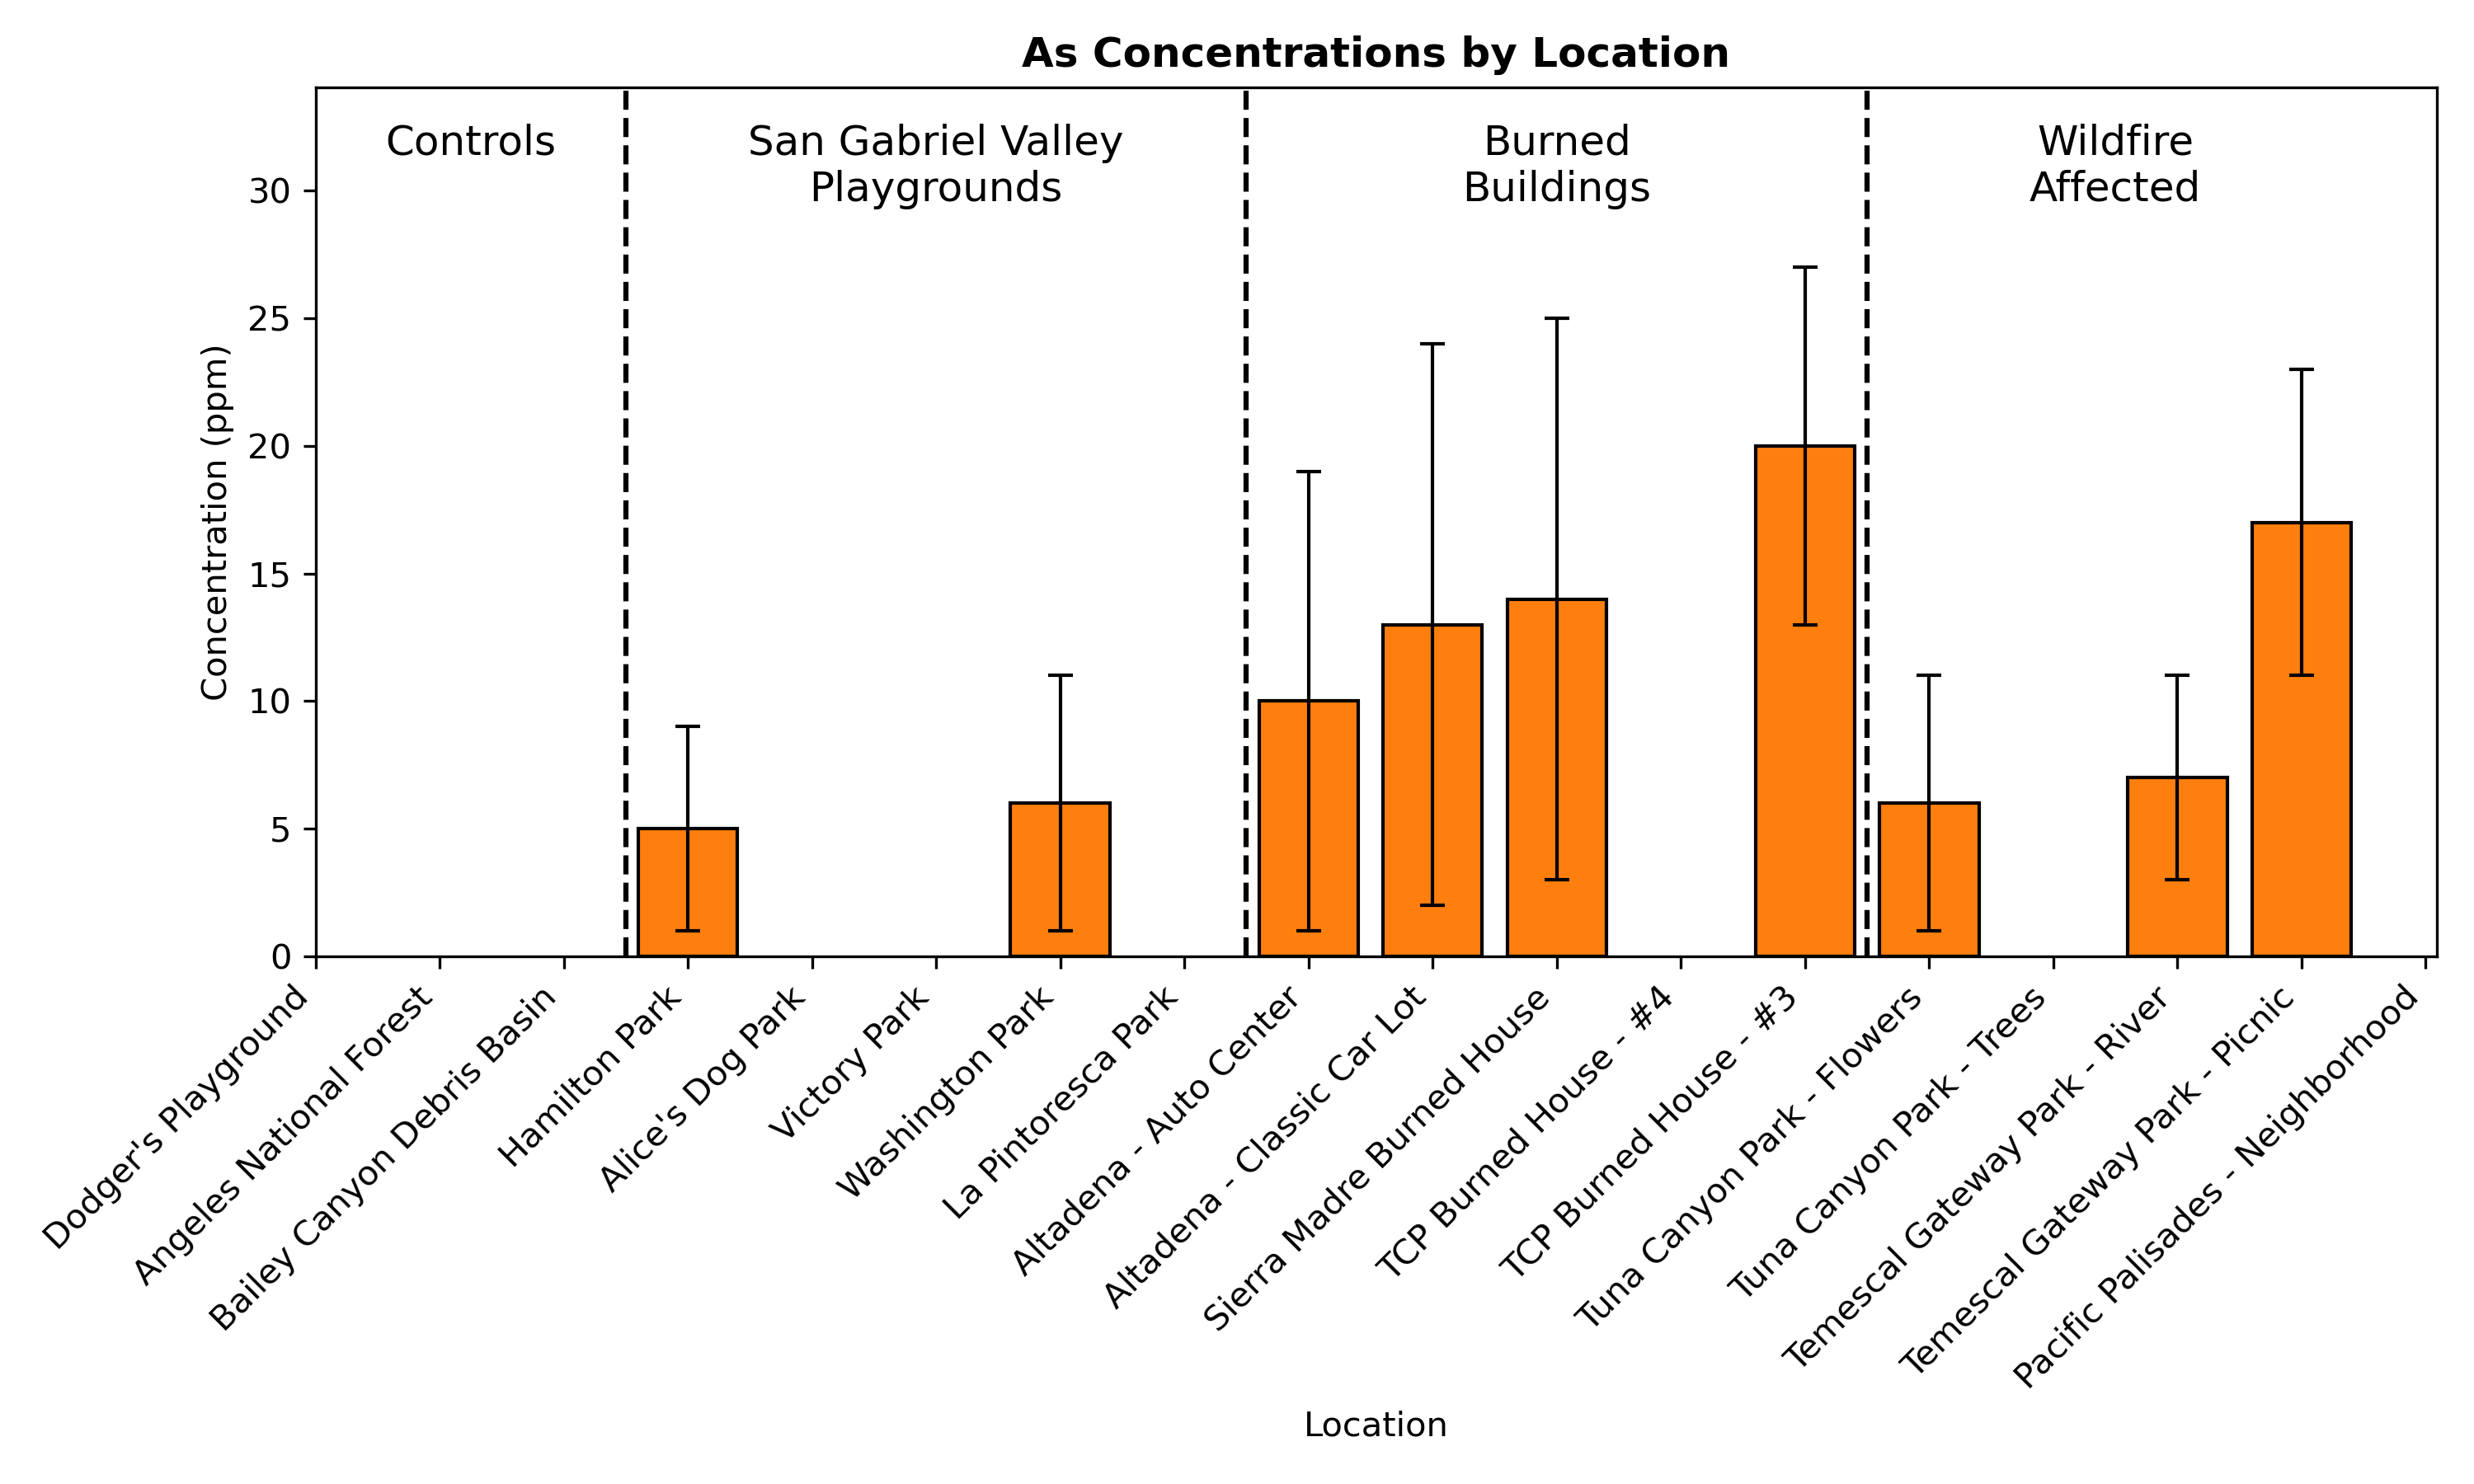 As Concentrations by Location
Controls
San Gabriel Valley
Playgrounds
Burned
Buildings
Wildfire
Affected
Concentration (ppm)
30
25
20
15
10
5
0
Dodger's Playground
Angeles National Forest
Bailey Canyon Debris Basin
Hamilton Park
Alice's Dog Park
Victory Park
Washington Park
La Pintoresca Park
Altadena - Auto Center
Altadena - Classic Car Lot
Sierra Madre Burned House
TCP Burned House - #4
TCP Burned House - #3
Tuna Canyon Park - Flowers
Tuna Canyon Park - Trees
Temescal Gateway Park - River
Temescal Gateway Park - Picnic
Pacific Palisades - Neighborhood
Location